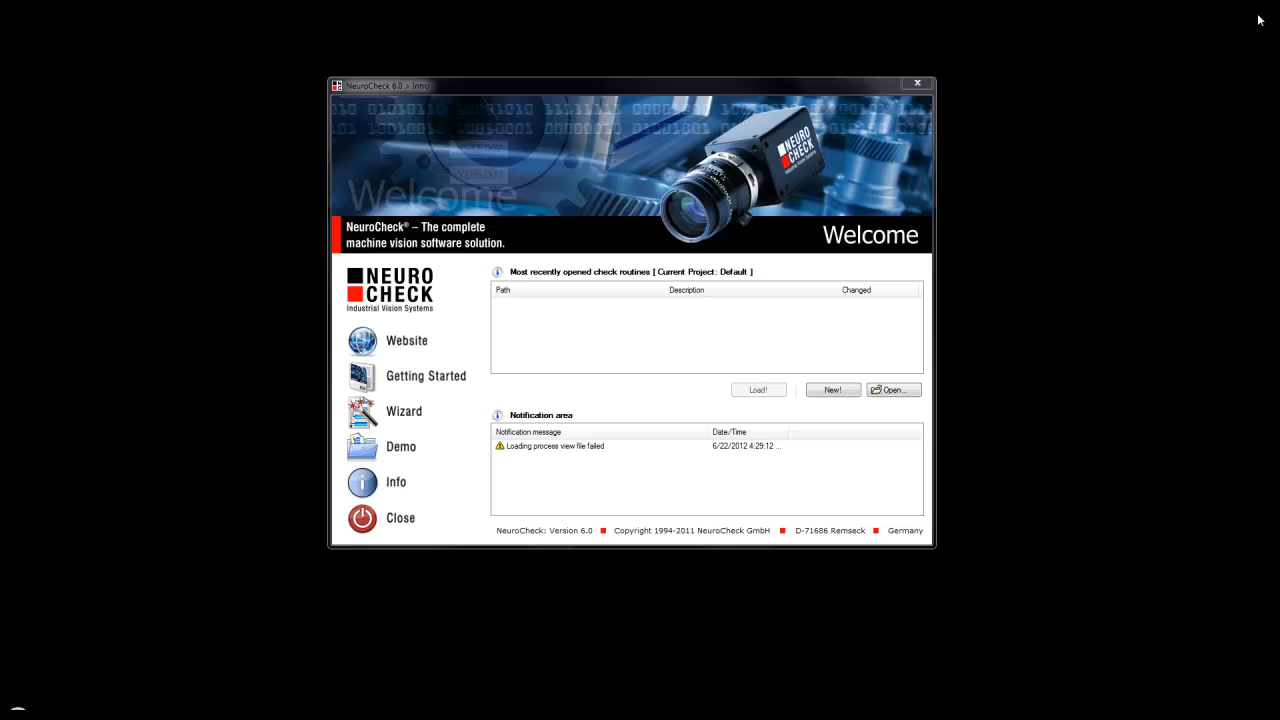 NeuroCheck 6.0 > Intro
Welcome
NEURO
CHECK
NeuroCheck® – The complete
machine vision software solution.
Welcome
NEURO
CHECK
Industrial Vision Systems
Most recently opened check routines [ Current Project: Default ]
Path Description Changed
Website
Getting Started
Wizard
Demo
Info
Close
Load! New! Open...
Notification area
Notification message Date/Time
Loading process view file failed 6/22/2012 4:29:12 ...
NeuroCheck: Version 6.0 Copyright 1994-2011 NeuroCheck GmbH D-71686 Remseck Germany